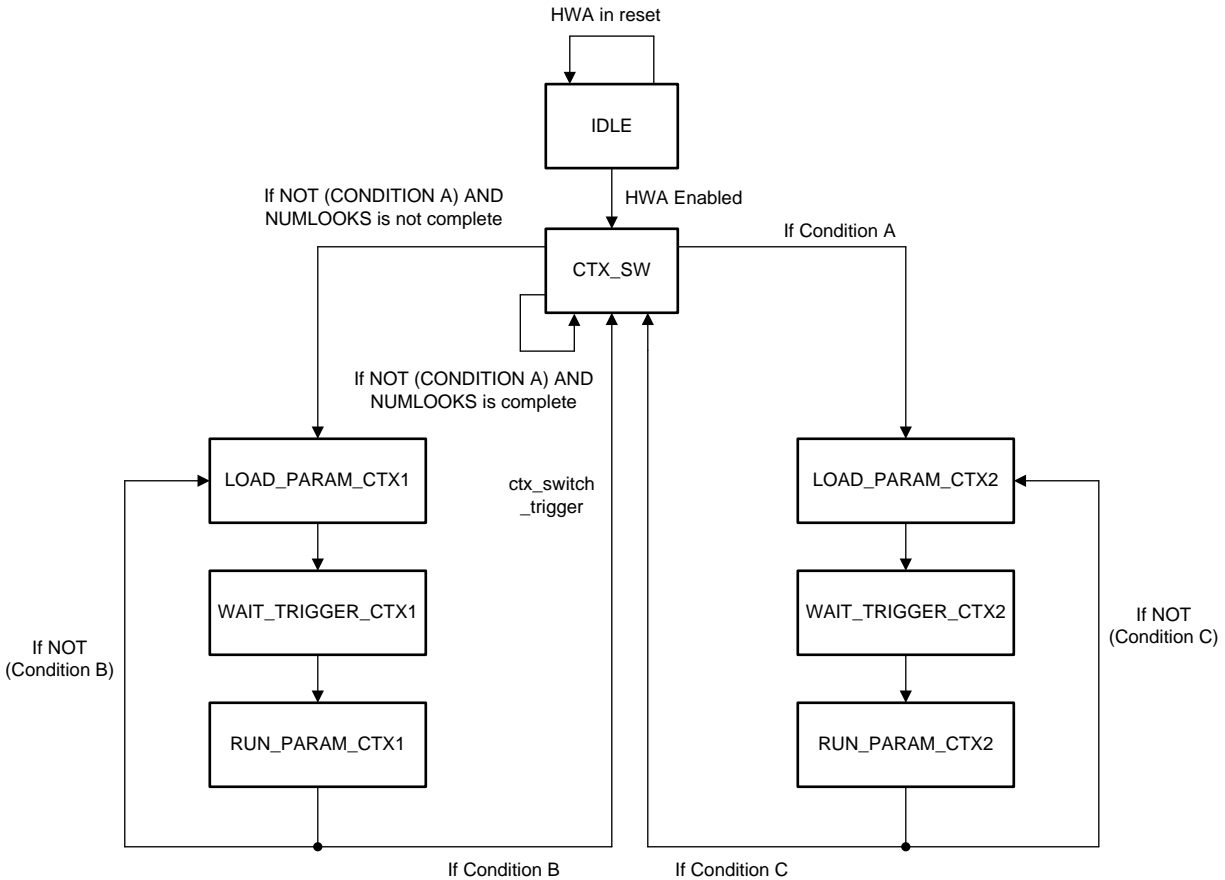 HWA in reset
IDLE
If NOT (CONDITION A) AND
NUMLOOKS is not complete
HWA Enabled
If Condition A
CTX_SW
If NOT (CONDITION A) AND
NUMLOOKS is complete
LOAD_PARAM_CTX1
ctx_switch
_trigger
LOAD_PARAM_CTX2
WAIT_TRIGGER_CTX1
WAIT_TRIGGER_CTX2
If NOT
(Condition B)
If NOT
(Condition C)
RUN_PARAM_CTX1
RUN_PARAM_CTX2
If Condition B
If Condition C